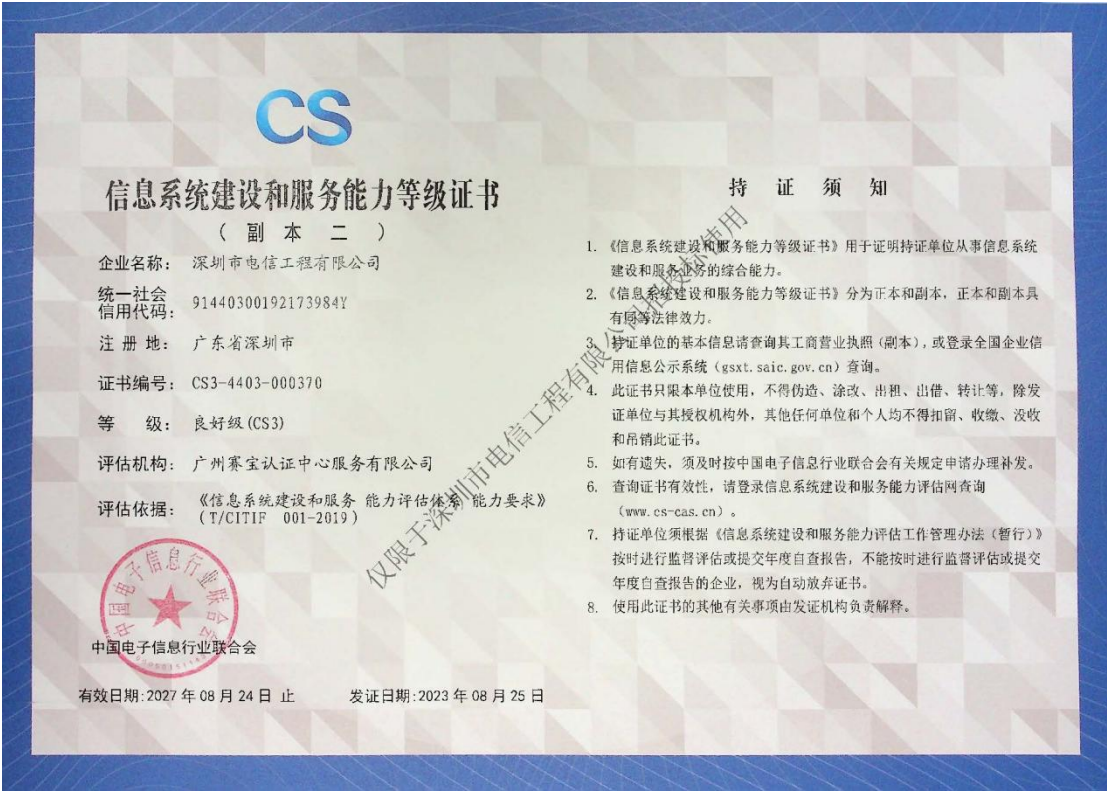 CS
信息系统建设和服务能力等级证书
（副本二）
企业名称： 深圳市电信工程有限公司
统一社会
信用代码： 91440300192173984Y
注册地： 广东省深圳市
证书编号： CS3-4403-000370
等级： 良好级(CS3)
评估机构： 广州赛宝认证中心服务有限公司
评估依据： 《信息系统建设和服务 能力评估体系 能力要求》
(T/CITIF 001-2019)
中国电子信息行业联合会
中国电子信息行业联合会
有效日期:2027 年 08 月 24 日 止
发证日期:2023 年 08 月 25 日
持证须知
1. 《信息系统建设和服务能力等级证书》用于证明持证单位从事信息系统
建设和服务业务的综合能力。
2. 《信息系统建设和服务能力等级证书》分为正本和副本，正本和副本具
有同等法律效力。
3. 持证单位的基本信息请查询其工商营业执照（副本），或登录全国企业信
用信息公示系统（gsxt.saic.gov.cn）查询。
4. 此证书只限本单位使用，不得伪造、涂改、出租、出借、转让等，除发
证单位与其授权机构外，其他任何单位和个人均不得扣留、收缴、没收
和吊销此证书。
5. 如有遗失，须及时按中国电子信息行业联合会有关规定申请办理补发。
6. 查询证书有效性，请登录信息系统建设和服务能力评估网查询
（www.cs-cas.cn）。
7. 持证单位须根据《信息系统建设和服务能力评估工作管理办法（暂行）》
按时进行监督评估或提交年度自查报告，不能按时进行监督评估或提交
年度自查报告的企业，视为自动放弃证书。
8. 使用此证书的其他有关事项由发证机构负责解释。
仅限于深圳市电信工程有限公司招投标使用